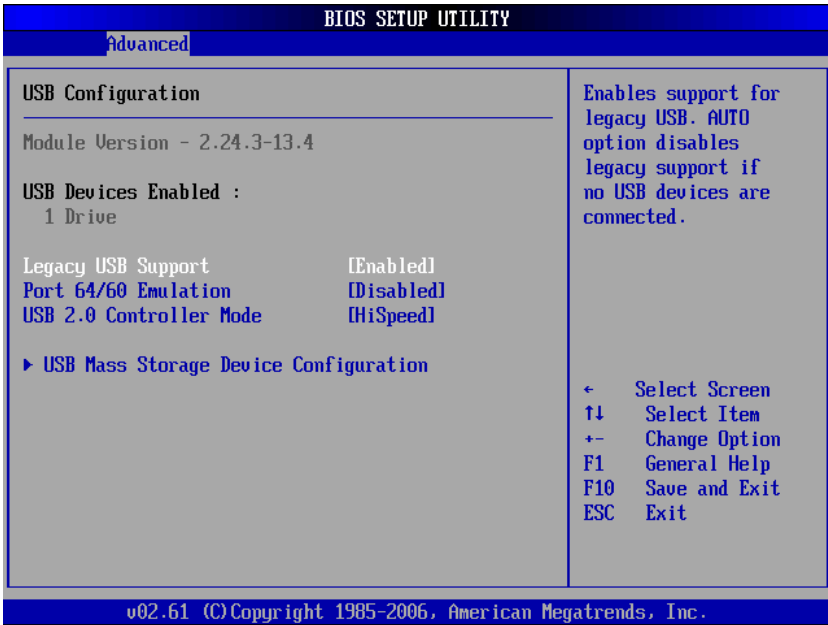 BIOS SETUP UTILITY
Advanced
USB Configuration
Module Version - 2.24.3-13.4
USB Devices Enabled :
1 Drive
Legacy USB Support [Enabled]
Port 64/60 Emulation [Disabled]
USB 2.0 Controller Mode [HiSpeed]
▶ USB Mass Storage Device Configuration
Enables support for
legacy USB. AUTO
option disables
legacy support if
no USB devices are
connected.
← Select Screen
↑↓ Select Item
+- Change Option
F1 General Help
F10 Save and Exit
ESC Exit
v02.61 (C)Copyright 1985-2006, American Megatrends, Inc.